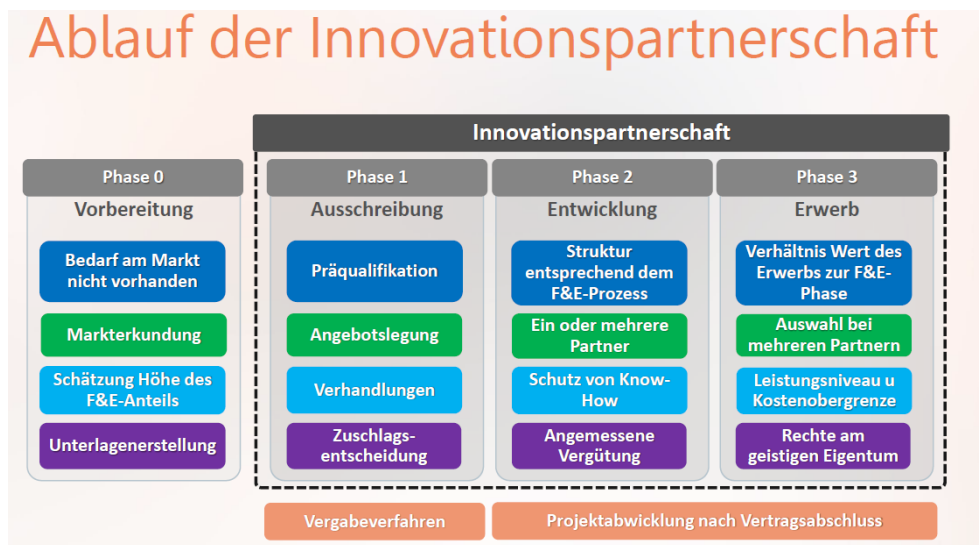 Ablauf der Innovationspartnerschaft
Innovationspartnerschaft
Phase 0
Vorbereitung
Bedarf am Markt
nicht vorhanden
Markterkundung
Schätzung Höhe des
F&E-Anteils
Unterlagenerstellung
Phase 1
Ausschreibung
Präqualifikation
Angebotslegung
Verhandlungen
Zuschlags-
entscheidung
Phase 2
Entwicklung
Struktur
entsprechend dem
F&E-Prozess
Ein oder mehrere
Partner
Schutz von Know-
How
Angemessene
Vergütung
Phase 3
Erwerb
Verhältnis Wert des
Erwerbs zur F&E-
Phase
Auswahl bei
mehreren Partnern
Leistungsniveau u
Kostenobergrenze
Rechte am
geistigen Eigentum
Vergabeverfahren
Projektabwicklung nach Vertragsabschluss